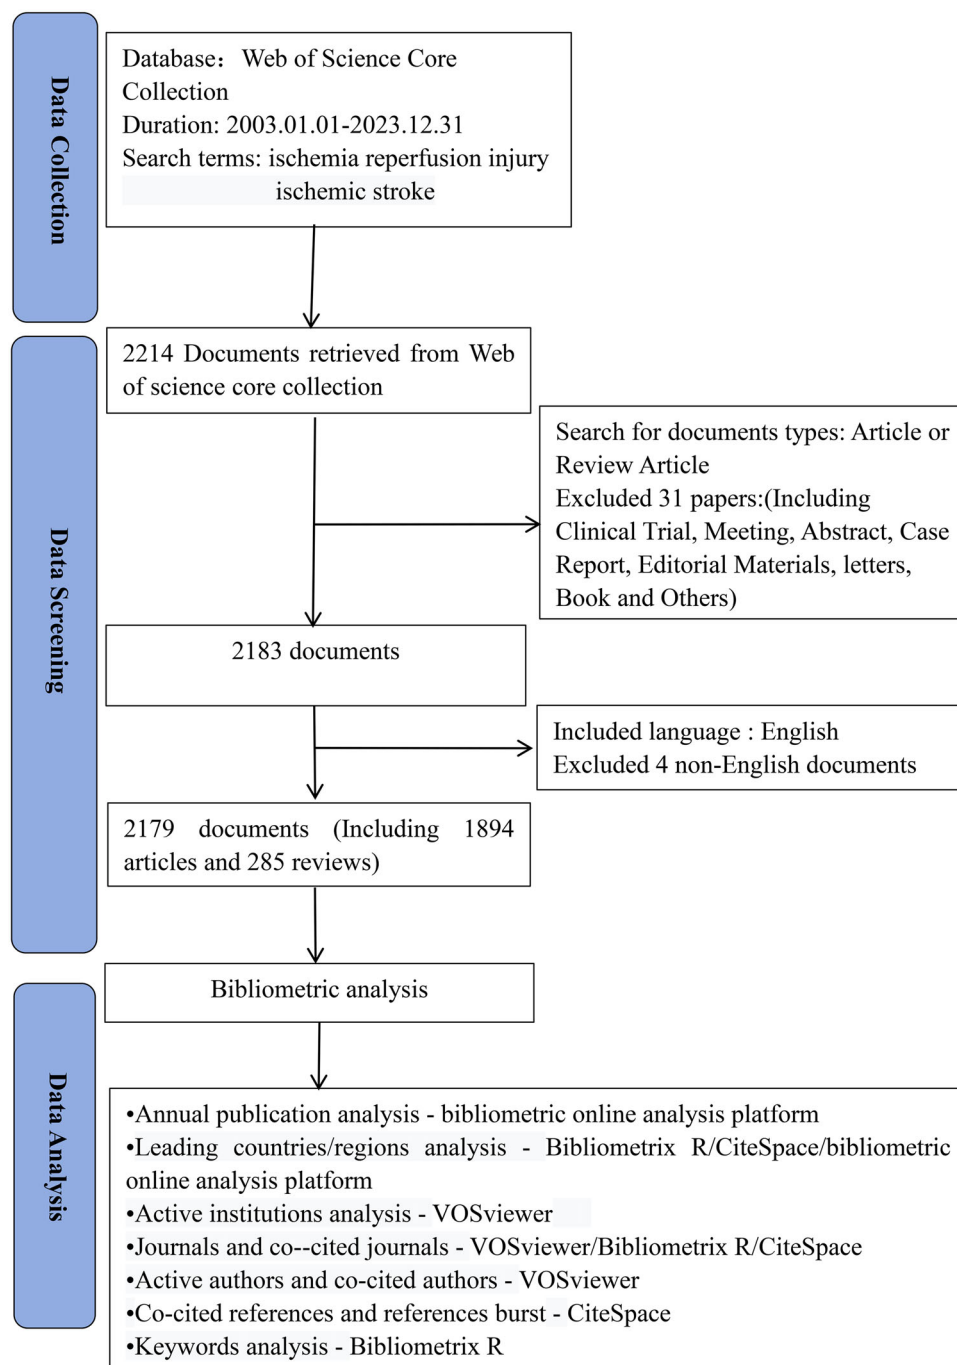 Data Collection
Database：Web of Science Core
Collection
Duration: 2003.01.01-2023.12.31
Search terms: ischemia reperfusion injury
ischemic stroke
Data Screening
2214 Documents retrieved from Web
of science core collection
Search for documents types: Article or
Review Article
Excluded 31 papers:(Including
Clinical Trial, Meeting, Abstract, Case
Report, Editorial Materials, letters,
Book and Others)
2183 documents
Included language : English
Excluded 4 non-English documents
2179 documents (Including 1894
articles and 285 reviews)
Data Analysis
Bibliometric analysis
•Annual publication analysis - bibliometric online analysis platform
•Leading countries/regions analysis - Bibliometrix R/CiteSpace/bibliometric
online analysis platform
•Active institutions analysis - VOSviewer
•Journals and co--cited journals - VOSviewer/Bibliometrix R/CiteSpace
•Active authors and co-cited authors - VOSviewer
•Co-cited references and references burst - CiteSpace
•Keywords analysis - Bibliometrix R